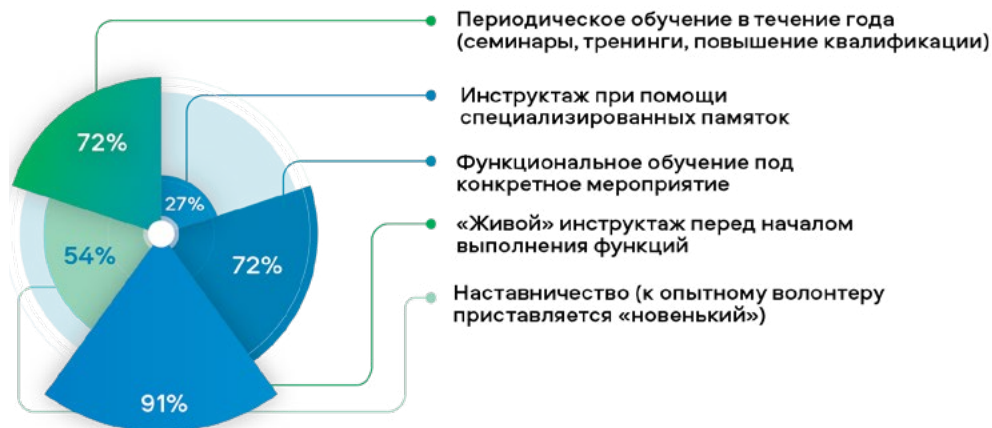 Периодическое обучение в течение года
(семинары, тренинги, повышение квалификации)
Инструктаж при помощи
специализированных памяток
Функциональное обучение под
конкретное мероприятие
«Живой» инструктаж перед началом
выполнения функций
Наставничество (к опытному волонтеру
приставляется «новенький»)
72%
27%
54%
72%
91%